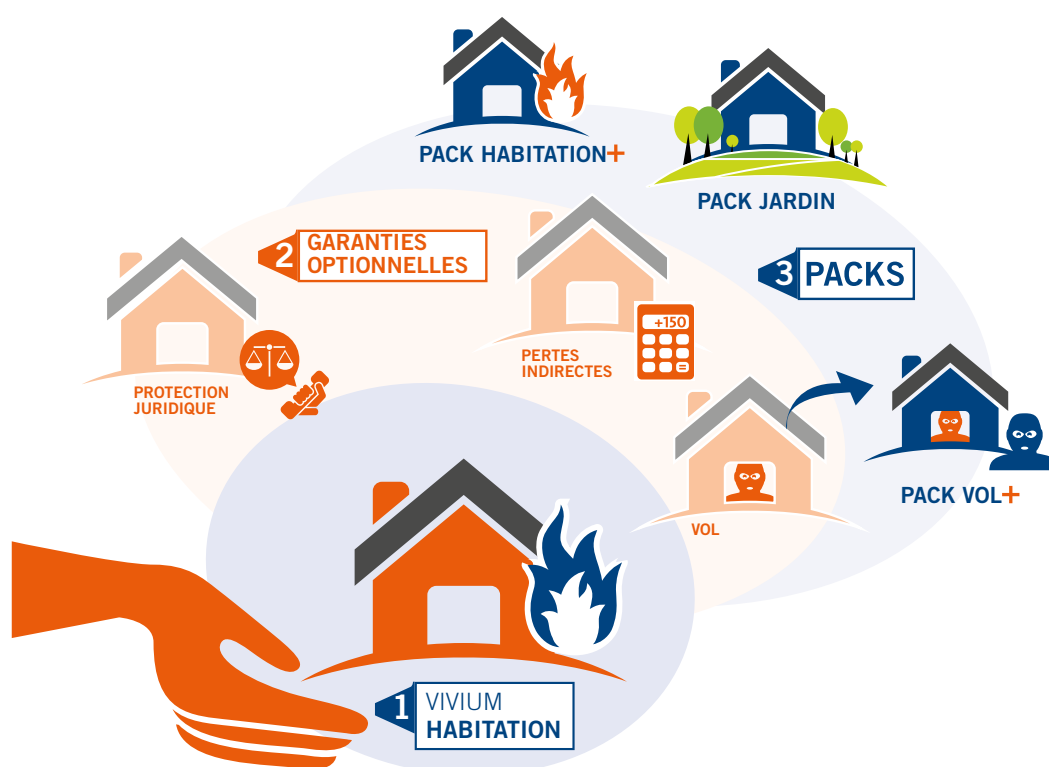 PACK HABITATION+
PACK JARDIN
2 GARANTIES
OPTIONNELLES
3 PACKS
+150
=
PERTES
INDIRECTES
PROTECTION
JURIDIQUE
PACK VOL+
VOL
1 VIVIUM
HABITATION